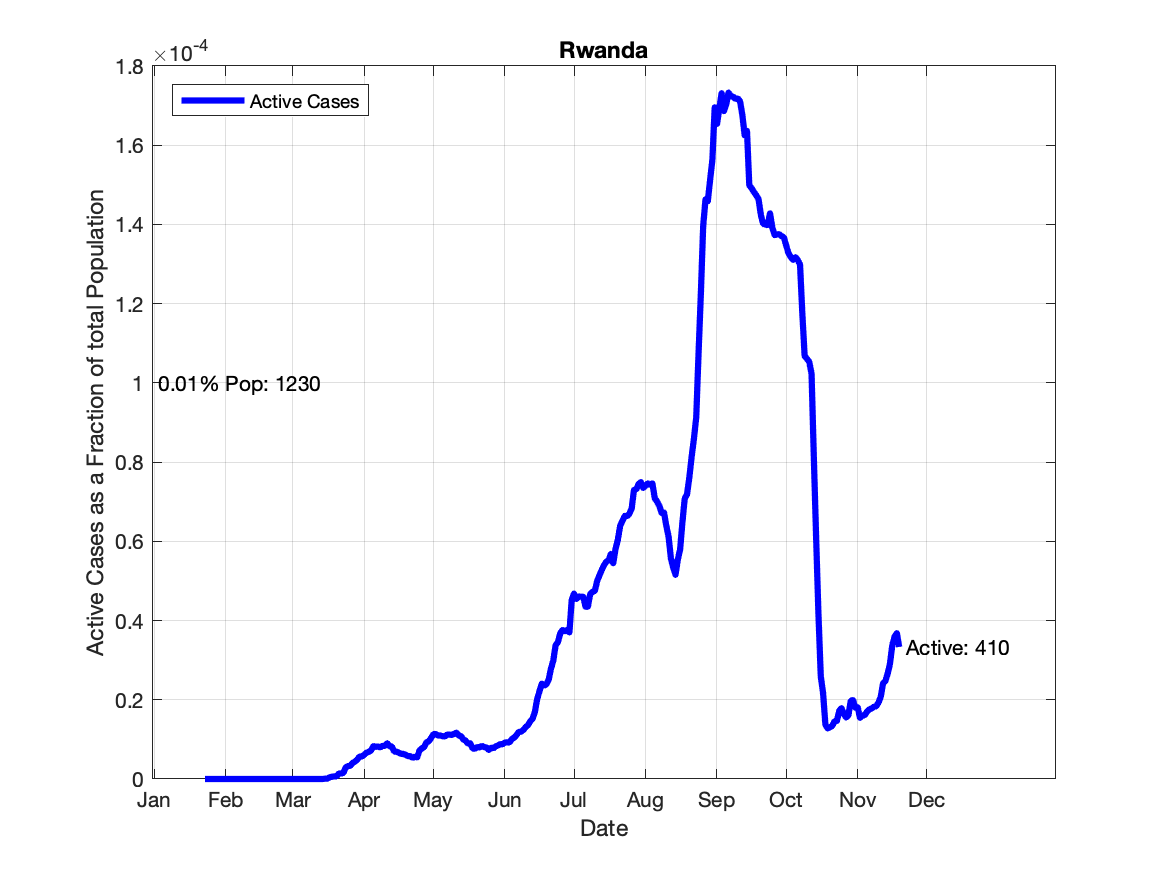 Rwanda
×10-4
1.8
1.6
1.4
1.2
1
0.8
0.6
0.4
0.2
0
Active Cases as a Fraction of total Population
Active Cases
0.01% Pop: 1230
Active: 410
Jan Feb Mar Apr May Jun Jul Aug Sep Oct Nov Dec
Date